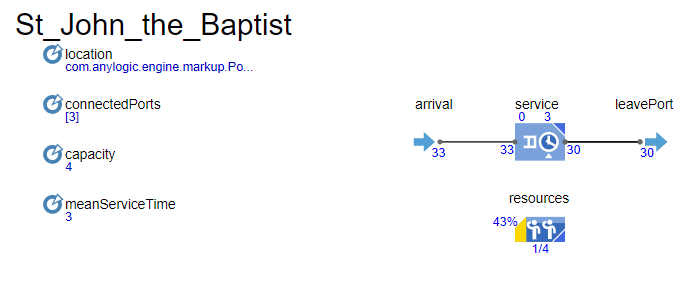 St_John_the_Baptist
location
com.anylogic.engine.markup.Po...
connectedPorts
[3]
capacity
4
meanServiceTime
3
arrival
service
leavePort
0 3
33
33
30
30
resources
43%
1/4